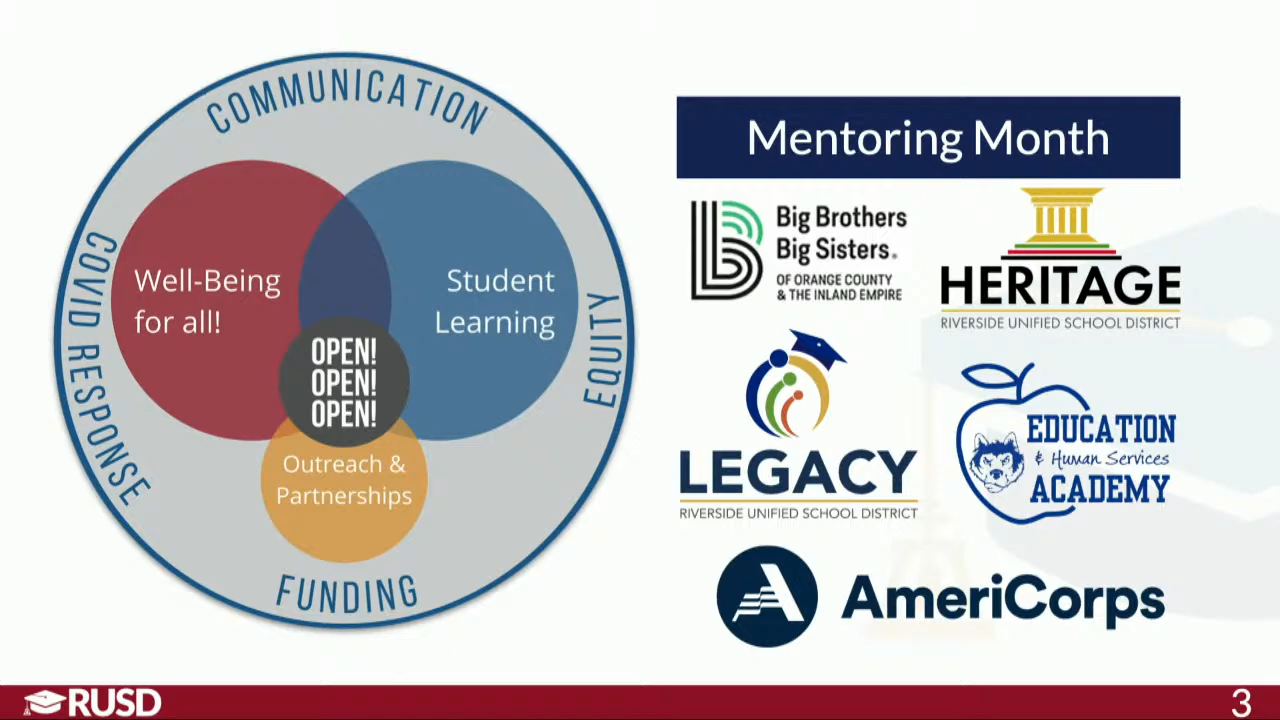 COMMUNICATION
COVID RESPONSE
EQUITY
FUNDING
Well-Being
for all!
Student
Learning
OPEN!
OPEN!
OPEN!
Outreach &
Partnerships
Mentoring Month
Big Brothers
Big Sisters.
OF ORANGE COUNTY
& THE INLAND EMPIRE
HERITAGE
RIVERSIDE UNIFIED SCHOOL DISTRICT
LEGACY
RIVERSIDE UNIFIED SCHOOL DISTRICT
EDUCATION
& Human Services
ACADEMY
AmeriCorps
RUSD
3